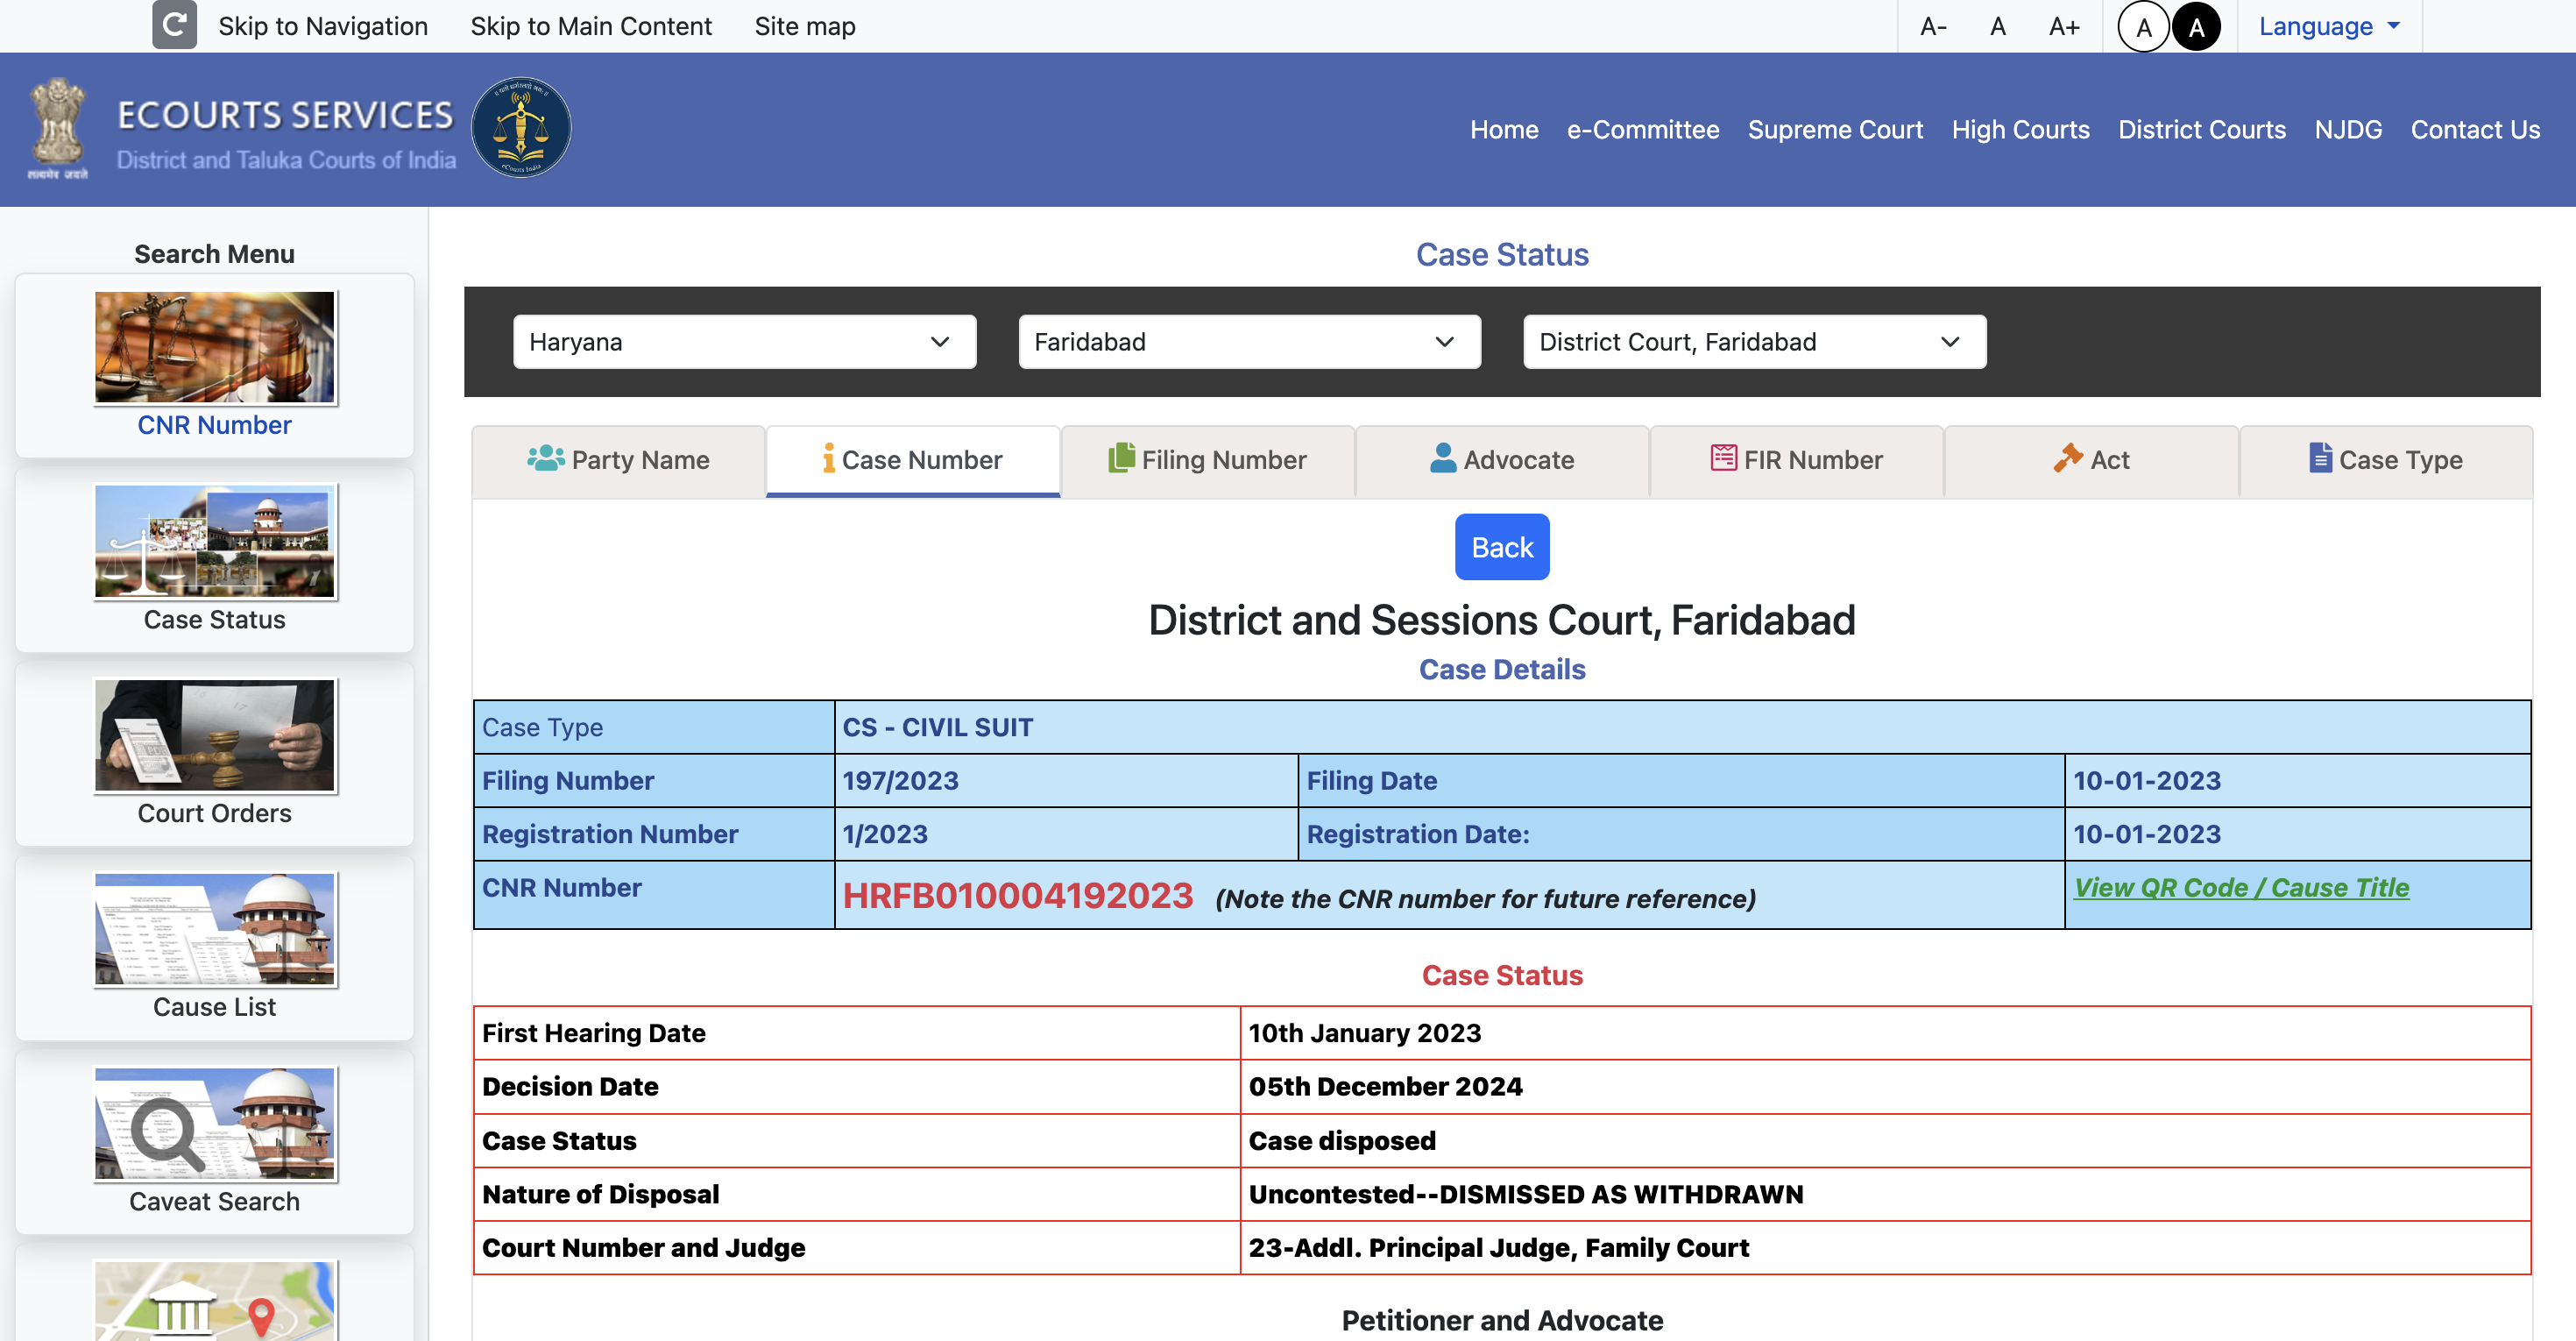 Skip to Navigation Skip to Main Content Site map A- A A+ A A Language
ECOURTS SERVICES
District and Taluka Courts of India
सत्यमेव जयते
eCourts India
Home e-Committee Supreme Court High Courts District Courts NJDG Contact Us
Search Menu
CNR Number
Case Status
Court Orders
Cause List
Caveat Search
Case Status
Haryana Faridabad District Court, Faridabad
Party Name Case Number Filing Number Advocate FIR Number Act Case Type
Back
District and Sessions Court, Faridabad
Case Details
Case Type CS - CIVIL SUIT
Filing Number 197/2023 Filing Date 10-01-2023
Registration Number 1/2023 Registration Date: 10-01-2023
CNR Number HRFB010004192023 (Note the CNR number for future reference) View QR Code / Cause Title
Case Status
First Hearing Date 10th January 2023
Decision Date 05th December 2024
Case Status Case disposed
Nature of Disposal Uncontested--DISMISSED AS WITHDRAWN
Court Number and Judge 23-Addl. Principal Judge, Family Court
Petitioner and Advocate